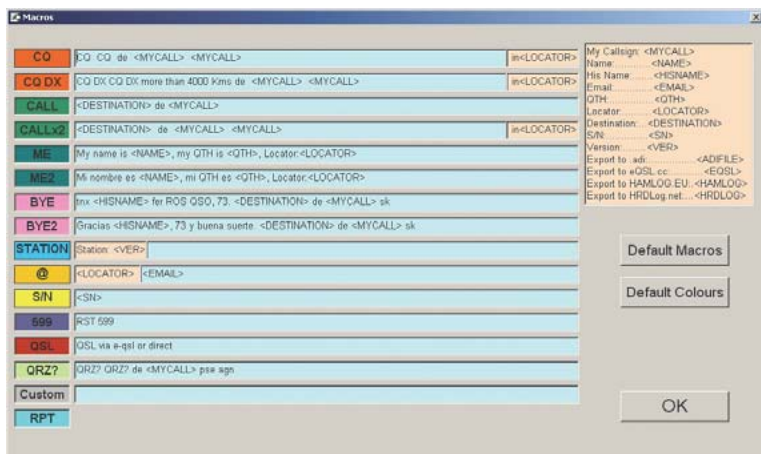 Macros
CQ CQ CQ de <MYCALL> <MYCALL> in<LOCATOR>
CQ DX CQ DX CQ DX more than 4000 Kms de <MYCALL> <MYCALL> in<LOCATOR>
CALL <DESTINATION> de <MYCALL>
CALLx2 <DESTINATION> de <MYCALL> <MYCALL> in<LOCATOR>
ME My name is <NAME>, my QTH is <QTH>, Locator:<LOCATOR>
ME2 Mi nombre es <NAME>, mi QTH es <QTH>, Locator:<LOCATOR>
BYE tnx <HISNAME> fer ROS QSO, 73. <DESTINATION> de <MYCALL> sk
BYE2 Gracias <HISNAME>, 73 y buena suerte. <DESTINATION> de <MYCALL> sk
STATION Station: <VER>
@ <LOCATOR> <EMAIL>
S/N <SN>
599 RST 599
QSL QSL via e-qsl or direct
QRZ? QRZ? QRZ? de <MYCALL> pse agn
Custom
RPT
My Callsign: <MYCALL>
Name:..........<NAME>
His Name:......<HISNAME>
Email:...........<EMAIL>
QTH:............<QTH>
Locator:........<LOCATOR>
Destination:...<DESTINATION>
S/N:.............<SN>
Version:........<VER>
Export to .adi:..............<ADIFILE>
Export to eQSL.cc:.........<EQSL>
Export to HAMLOG.EU..<HAMLOG>
Export to HRDLog.net:...<HRDLOG>
Default Macros
Default Colours
OK